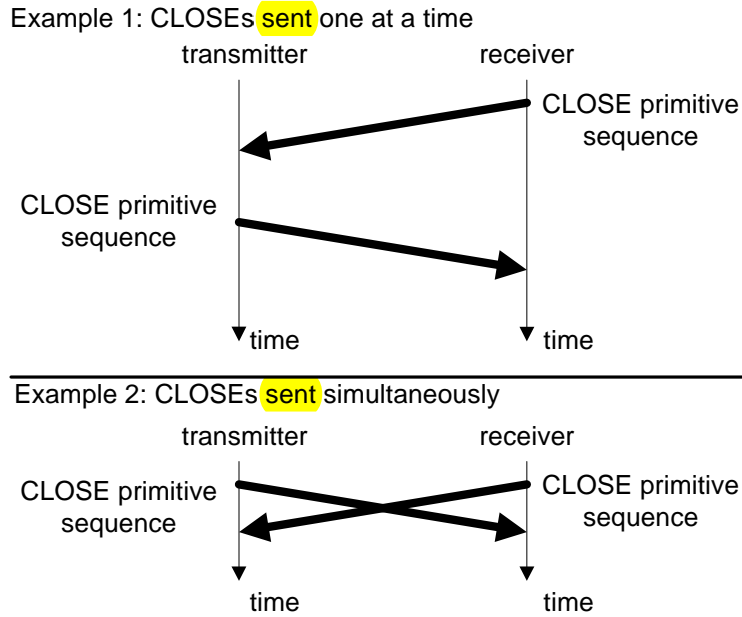 Example 1: CLOSEs sent one at a time
transmitter receiver
CLOSE primitive
sequence
CLOSE primitive
sequence
time time
Example 2: CLOSEs sent simultaneously
transmitter receiver
CLOSE primitive
sequence
CLOSE primitive
sequence
time time